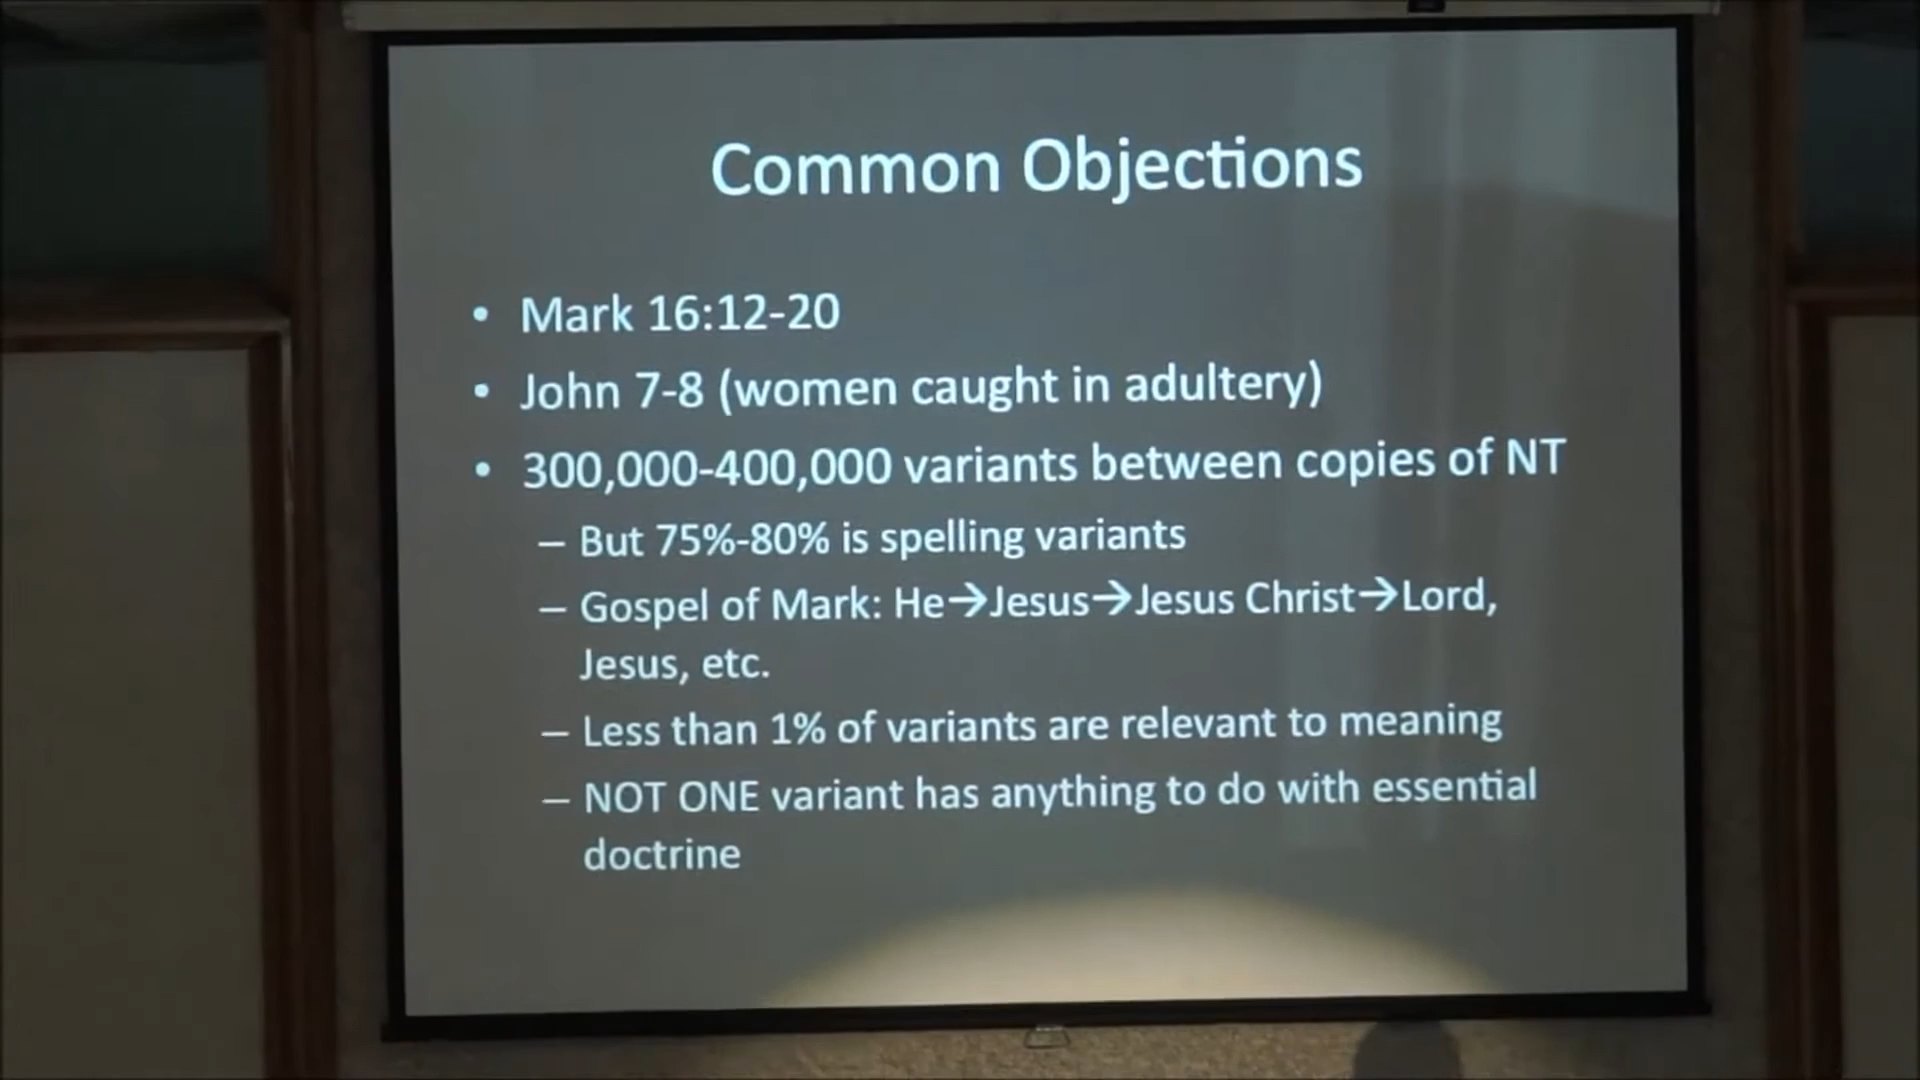 Common Objections
• Mark 16:12-20
• John 7-8 (women caught in adultery)
• 300,000-400,000 variants between copies of NT
– But 75%-80% is spelling variants
– Gospel of Mark: He→Jesus→Jesus Christ→Lord,
Jesus, etc.
– Less than 1% of variants are relevant to meaning
– NOT ONE variant has anything to do with essential
doctrine